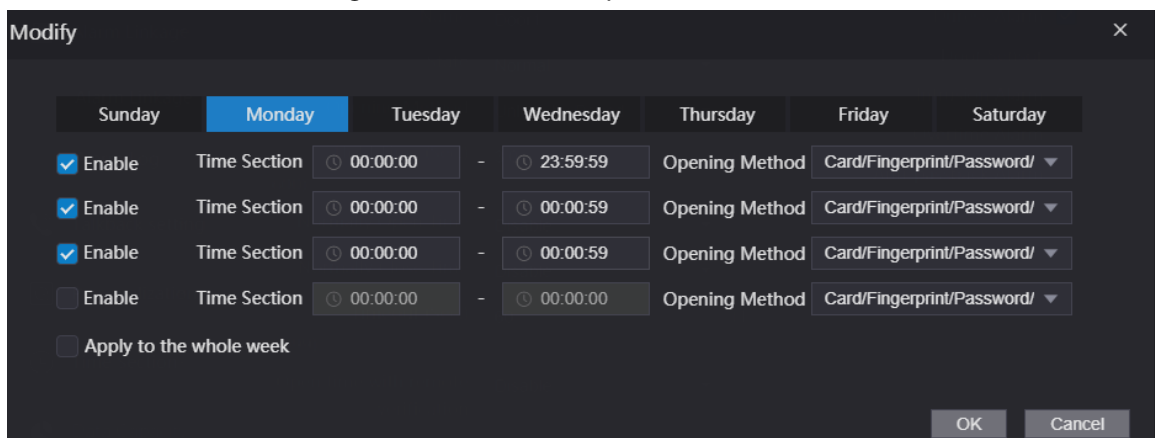 Modify
Sunday Monday Tuesday Wednesday Thursday Friday Saturday
Enable Time Section 00:00:00 - 23:59:59 Opening Method Card/Fingerprint/Password/
Enable Time Section 00:00:00 - 00:00:59 Opening Method Card/Fingerprint/Password/
Enable Time Section 00:00:00 - 00:00:59 Opening Method Card/Fingerprint/Password/
Enable Time Section 00:00:00 - 00:00:00 Opening Method Card/Fingerprint/Password/
Apply to the whole week
OK Cancel